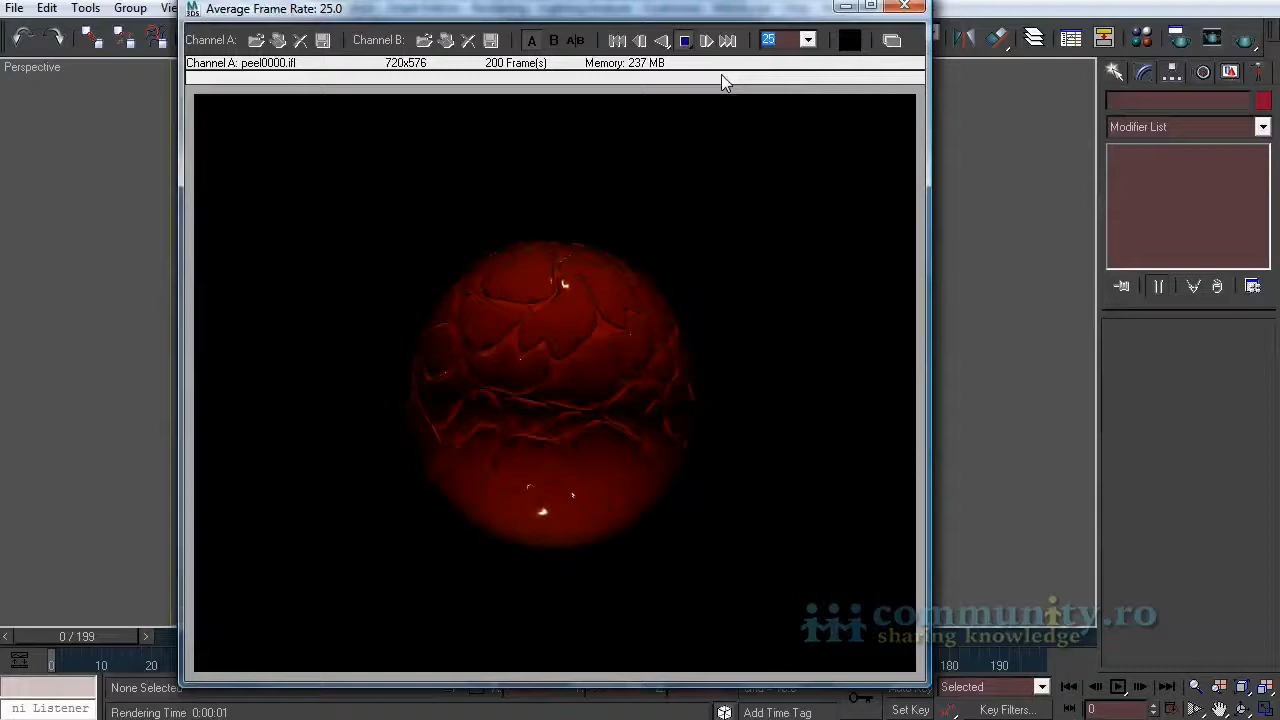 Average Frame Rate: 25.0
File Edit Tools Group
Channel A: Channel B: A B A|B 25
Channel A: peel0000.ifl 720x576 200 Frame(s) Memory: 237 MB
Perspective
Modifier List
community.ro
sharing knowledge
0 / 199
0 10 20 180 190
None Selected Selected
ni Listener Rendering Time 0:00:01 Add Time Tag Set Key Key Filters... 0